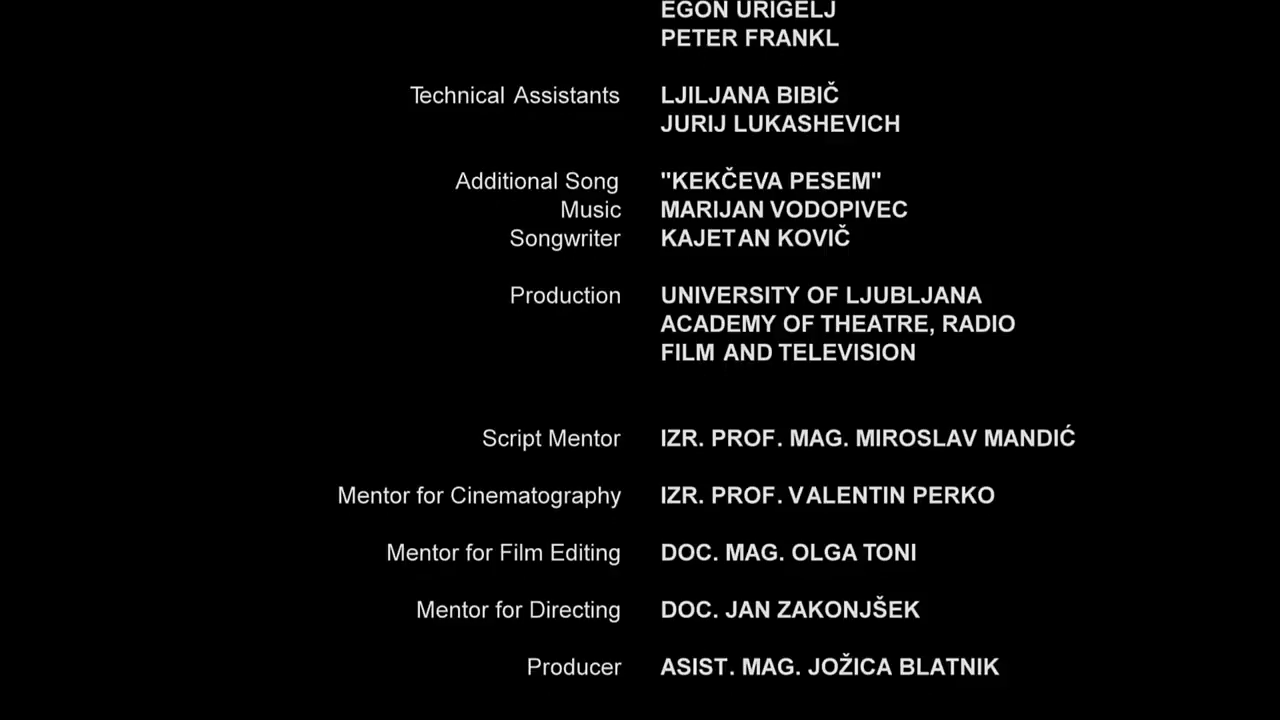 EGON URIGELJ
PETER FRANKL
Technical Assistants LJILJANA BIBIČ
JURIJ LUKASHEVICH
Additional Song "KEKČEVA PESEM"
Music MARIJAN VODOPIVEC
Songwriter KAJETAN KOVIČ
Production UNIVERSITY OF LJUBLJANA
ACADEMY OF THEATRE, RADIO
FILM AND TELEVISION
Script Mentor IZR. PROF. MAG. MIROSLAV MANDIĆ
Mentor for Cinematography IZR. PROF. VALENTIN PERKO
Mentor for Film Editing DOC. MAG. OLGA TONI
Mentor for Directing DOC. JAN ZAKONJŠEK
Producer ASIST. MAG. JOŽICA BLATNIK